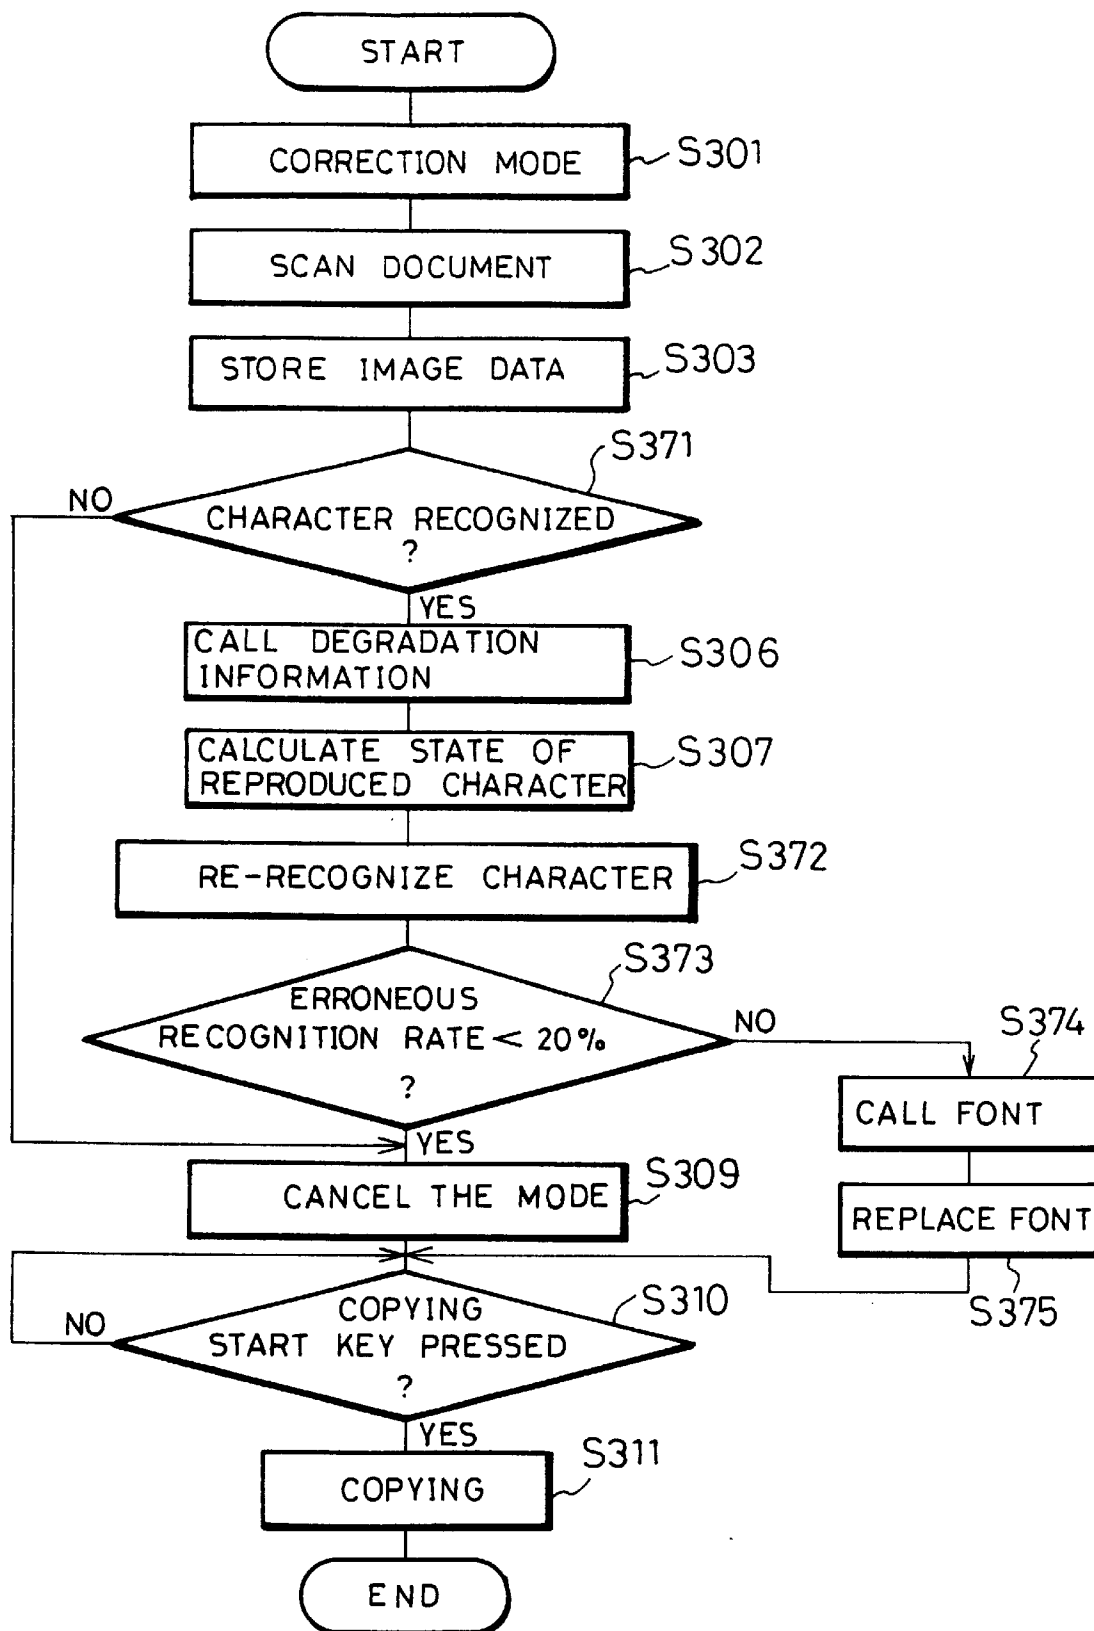 START
CORRECTION MODE
S301
SCAN DOCUMENT
S302
STORE IMAGE DATA
S303
S371
NO
CHARACTER RECOGNIZED
?
YES
CALL DEGRADATION
INFORMATION
S306
CALCULATE STATE OF
REPRODUCED CHARACTER
S307
RE-RECOGNIZE CHARACTER
S372
S373
ERRONEOUS
RECOGNITION RATE < 20%
?
NO
S374
CALL FONT
YES
CANCEL THE MODE
S309
REPLACE FONT
S375
COPYING
START KEY PRESSED
?
S310
NO
YES
COPYING
S311
END